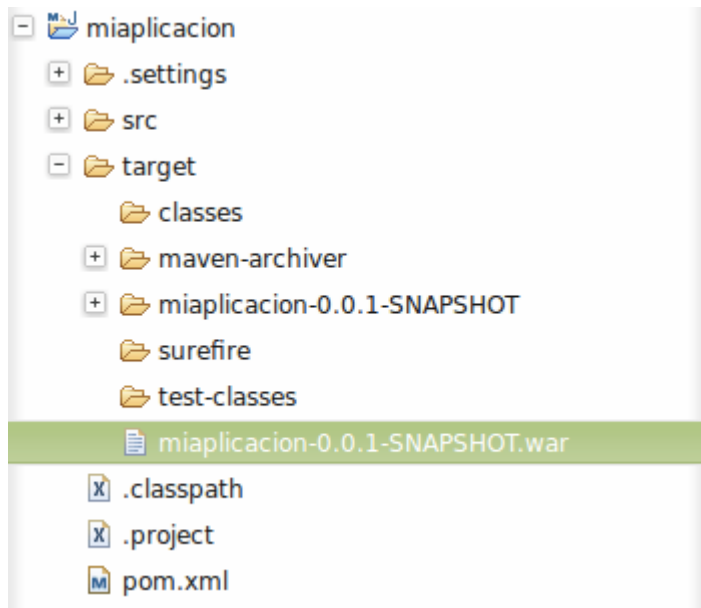 miaplicacion
.settings
src
target
classes
maven-archiver
miaplicacion-0.0.1-SNAPSHOT
surefire
test-classes
miaplicacion-0.0.1-SNAPSHOT.war
.classpath
.project
pom.xml